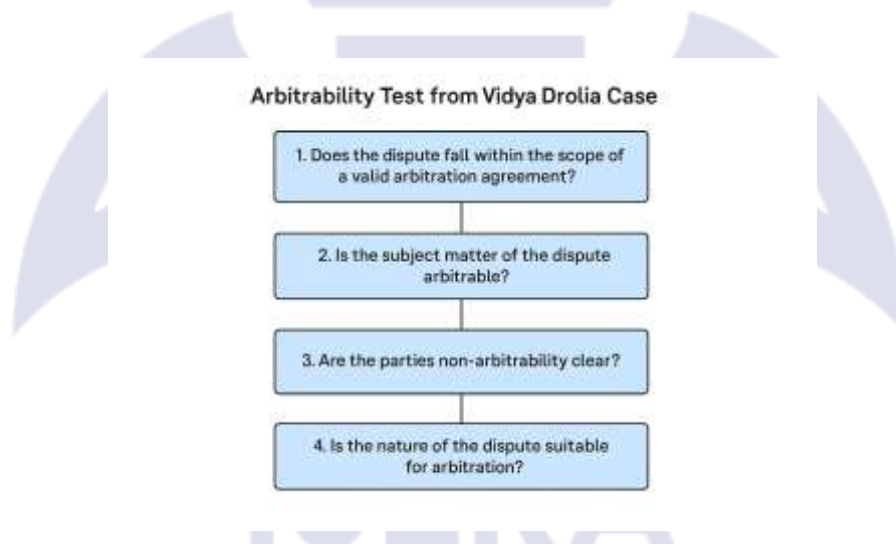 Arbitrability Test from Vidya Drolia Case
1. Does the dispute fall within the scope of
a valid arbitration agreement?
2. Is the subject matter of the dispute
arbitrable?
3. Are the parties non-arbitrability clear?
4. Is the nature of the dispute suitable
for arbitration?